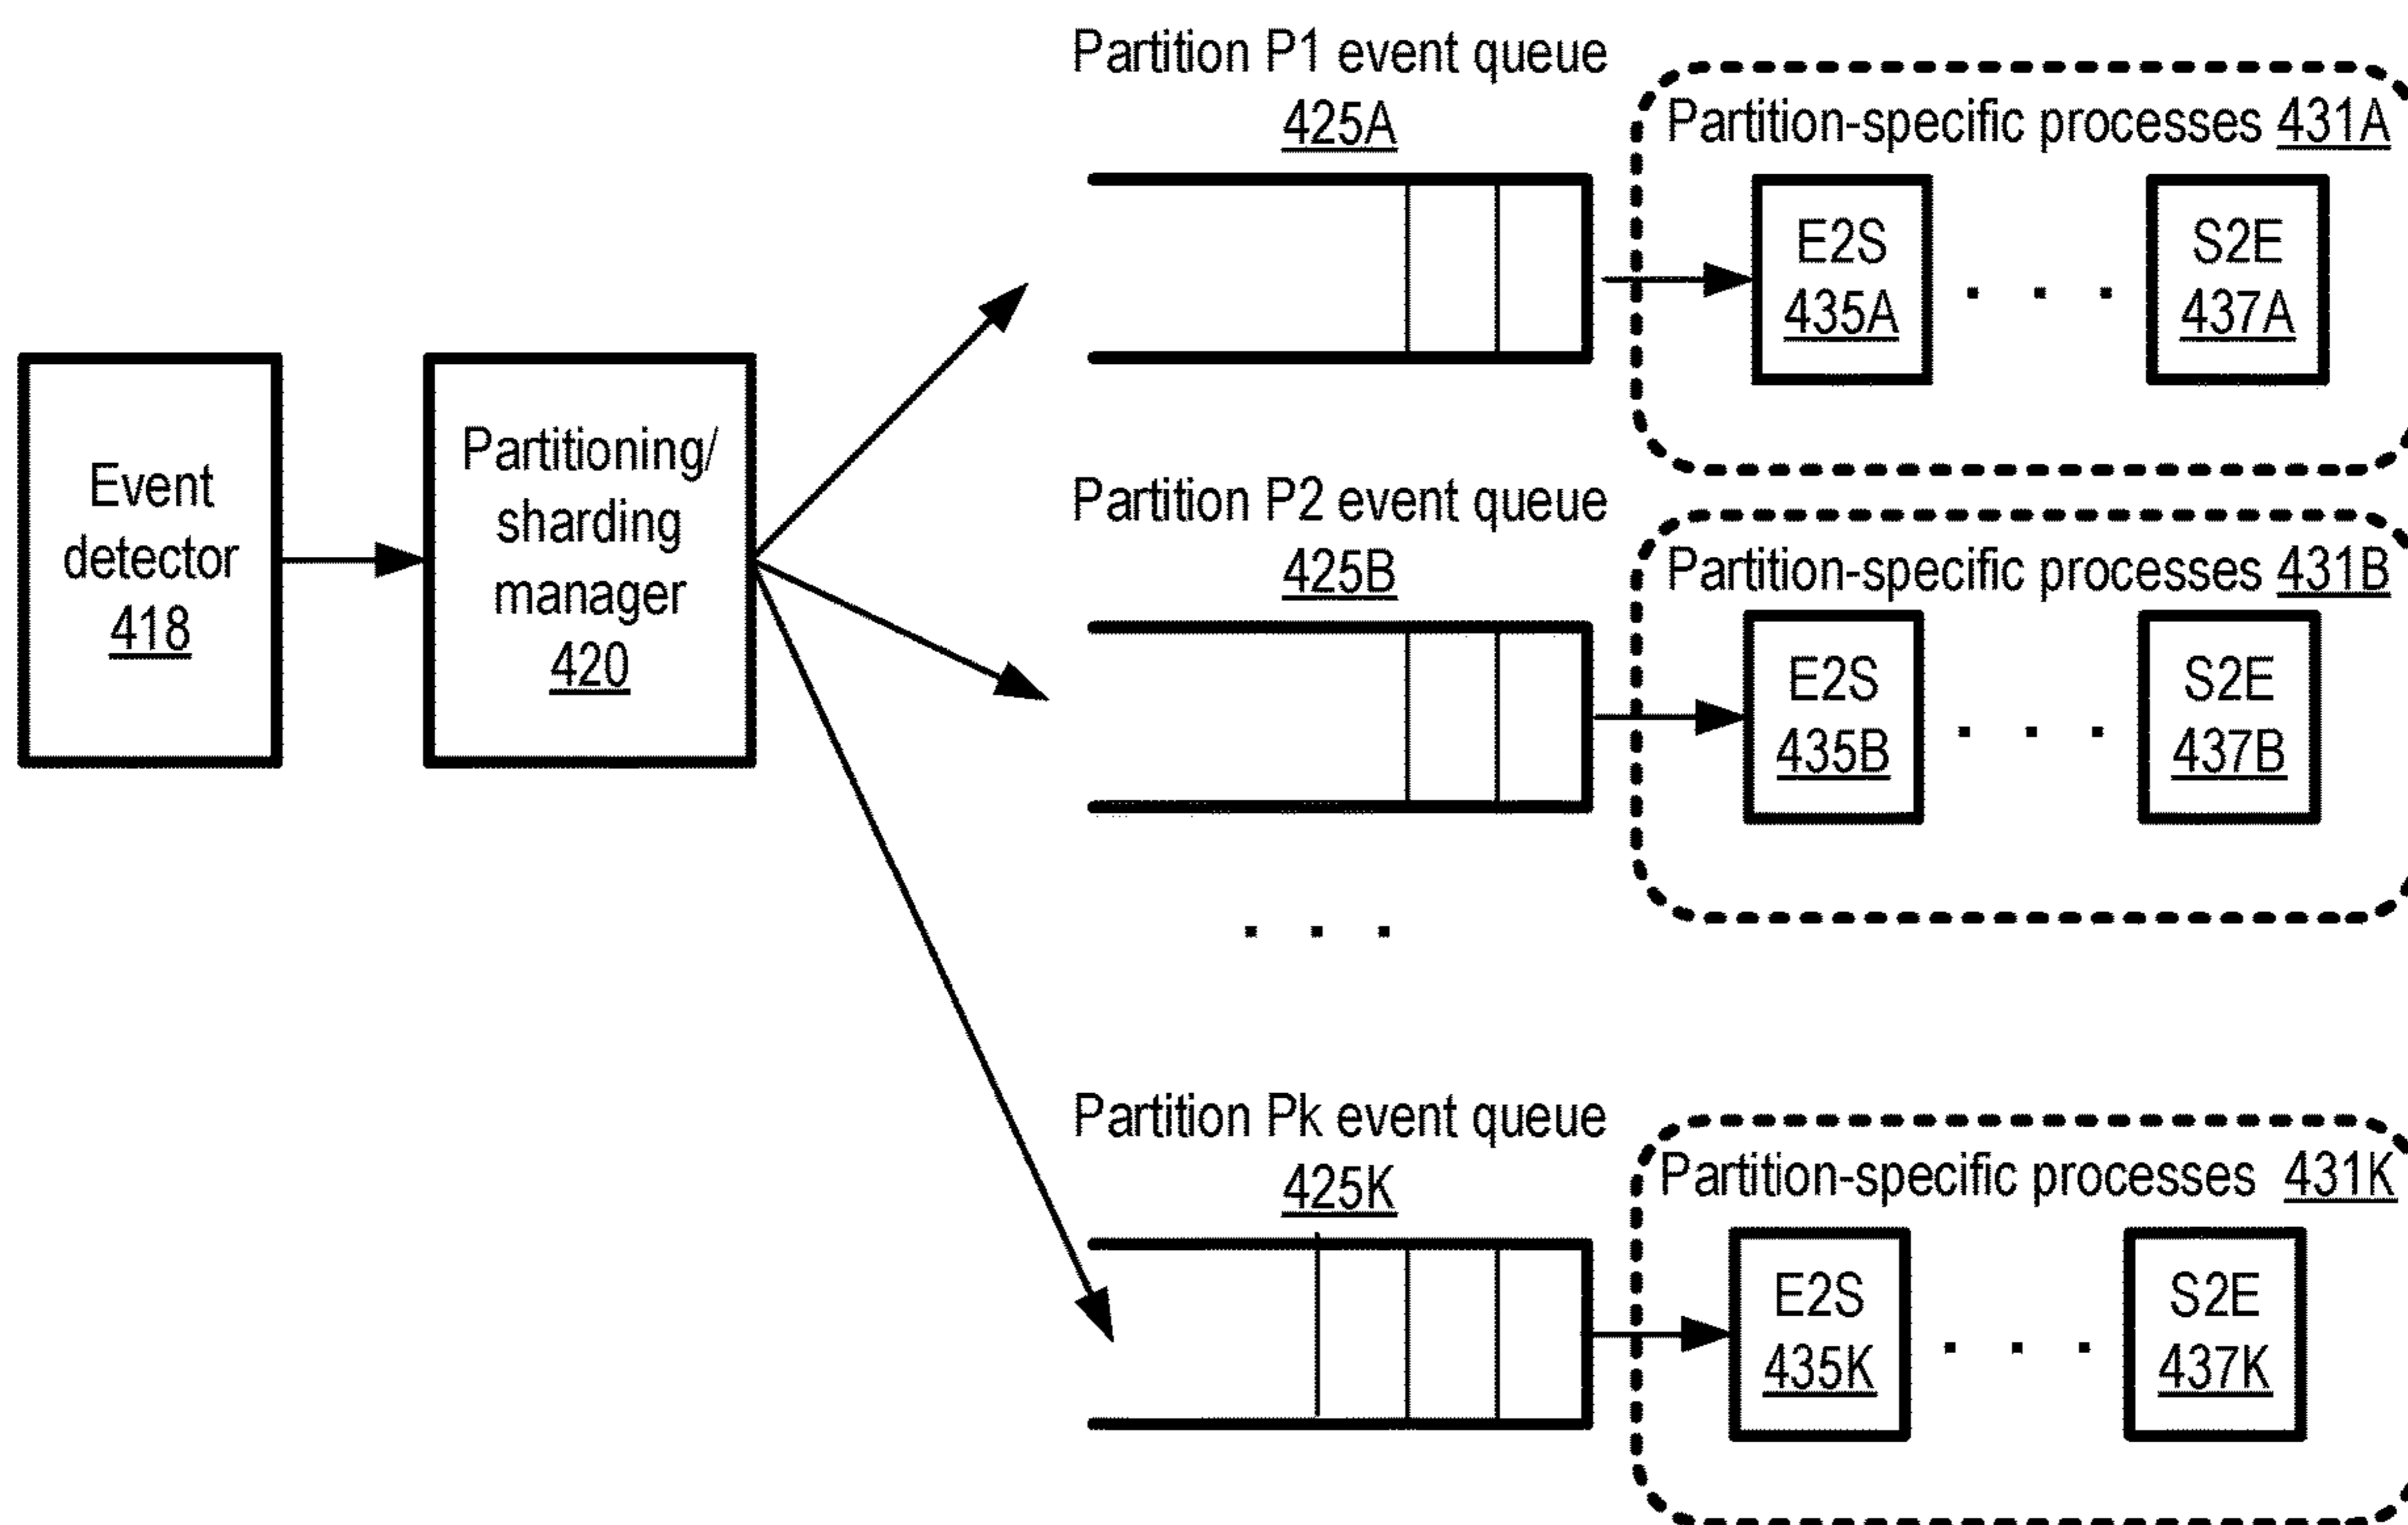 Event
detector
418
Partitioning/
sharding
manager
420
Partition P1 event queue
425A
Partition-specific processes 431A
E2S
435A
. . .
S2E
437A
Partition P2 event queue
425B
Partition-specific processes 431B
E2S
435B
. . .
S2E
437B
. . .
Partition Pk event queue
425K
Partition-specific processes 431K
E2S
435K
. . .
S2E
437K